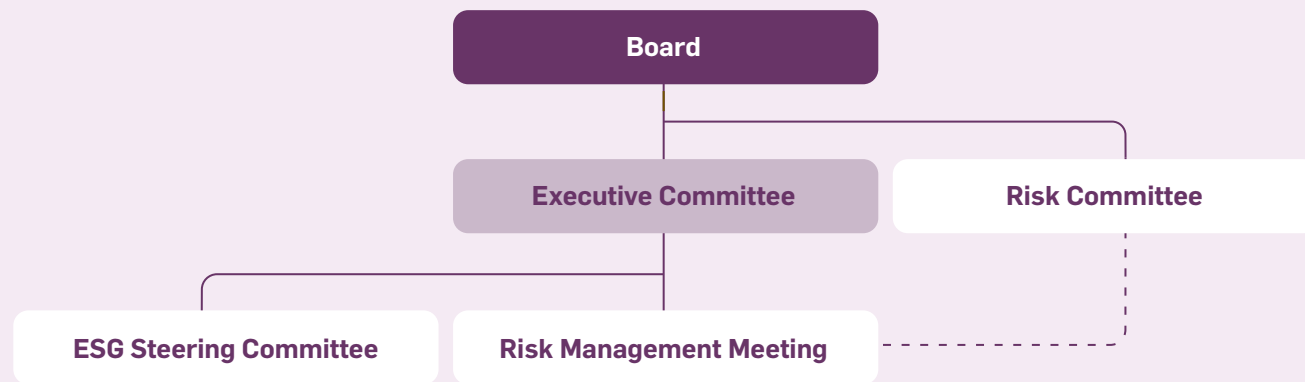 Board
Executive Committee
Risk Committee
ESG Steering Committee
Risk Management Meeting